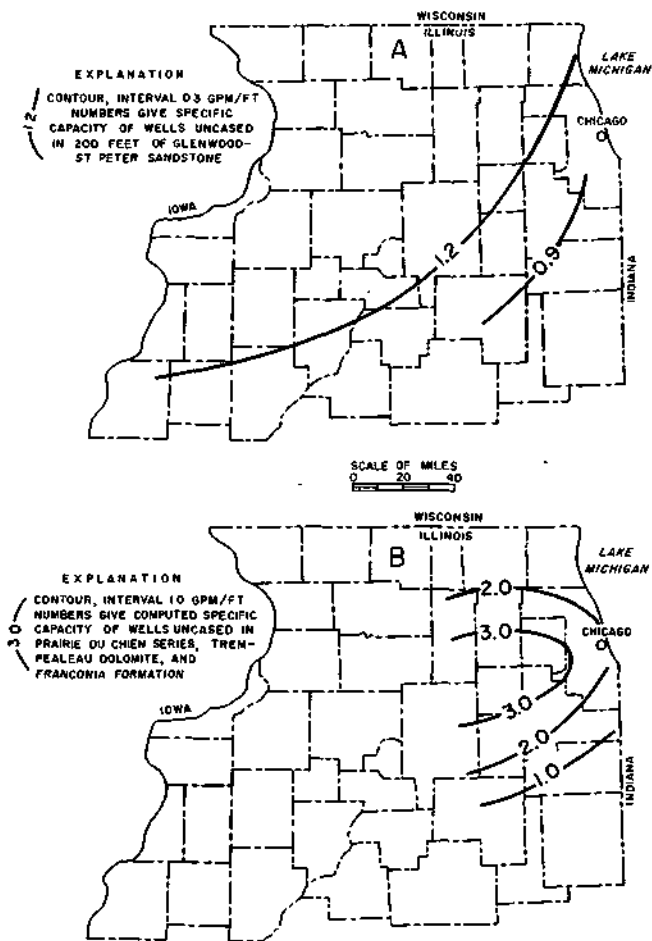 WISCONSIN
ILLINOIS
A
LAKE
MICHIGAN
EXPLANATION
CONTOUR, INTERVAL 0.3 GPM/FT
NUMBERS GIVE SPECIFIC
CAPACITY OF WELLS UNCASED
IN 200 FEET OF GLENWOOD-
ST PETER SANDSTONE
1.2
CHICAGO
IOWA
1.2
0.9
INDIANA
SCALE OF MILES
0 20 40
WISCONSIN
ILLINOIS
B
LAKE
MICHIGAN
EXPLANATION
CONTOUR, INTERVAL 1.0 GPM/FT
NUMBERS GIVE COMPUTED SPECIFIC
CAPACITY OF WELLS UNCASED IN
PRAIRIE DU CHIEN SERIES, TREM-
PEALEAU DOLOMITE, AND
FRANCONIA FORMATION
3.0
2.0
CHICAGO
3.0
IOWA
3.0
2.0
1.0
INDIANA